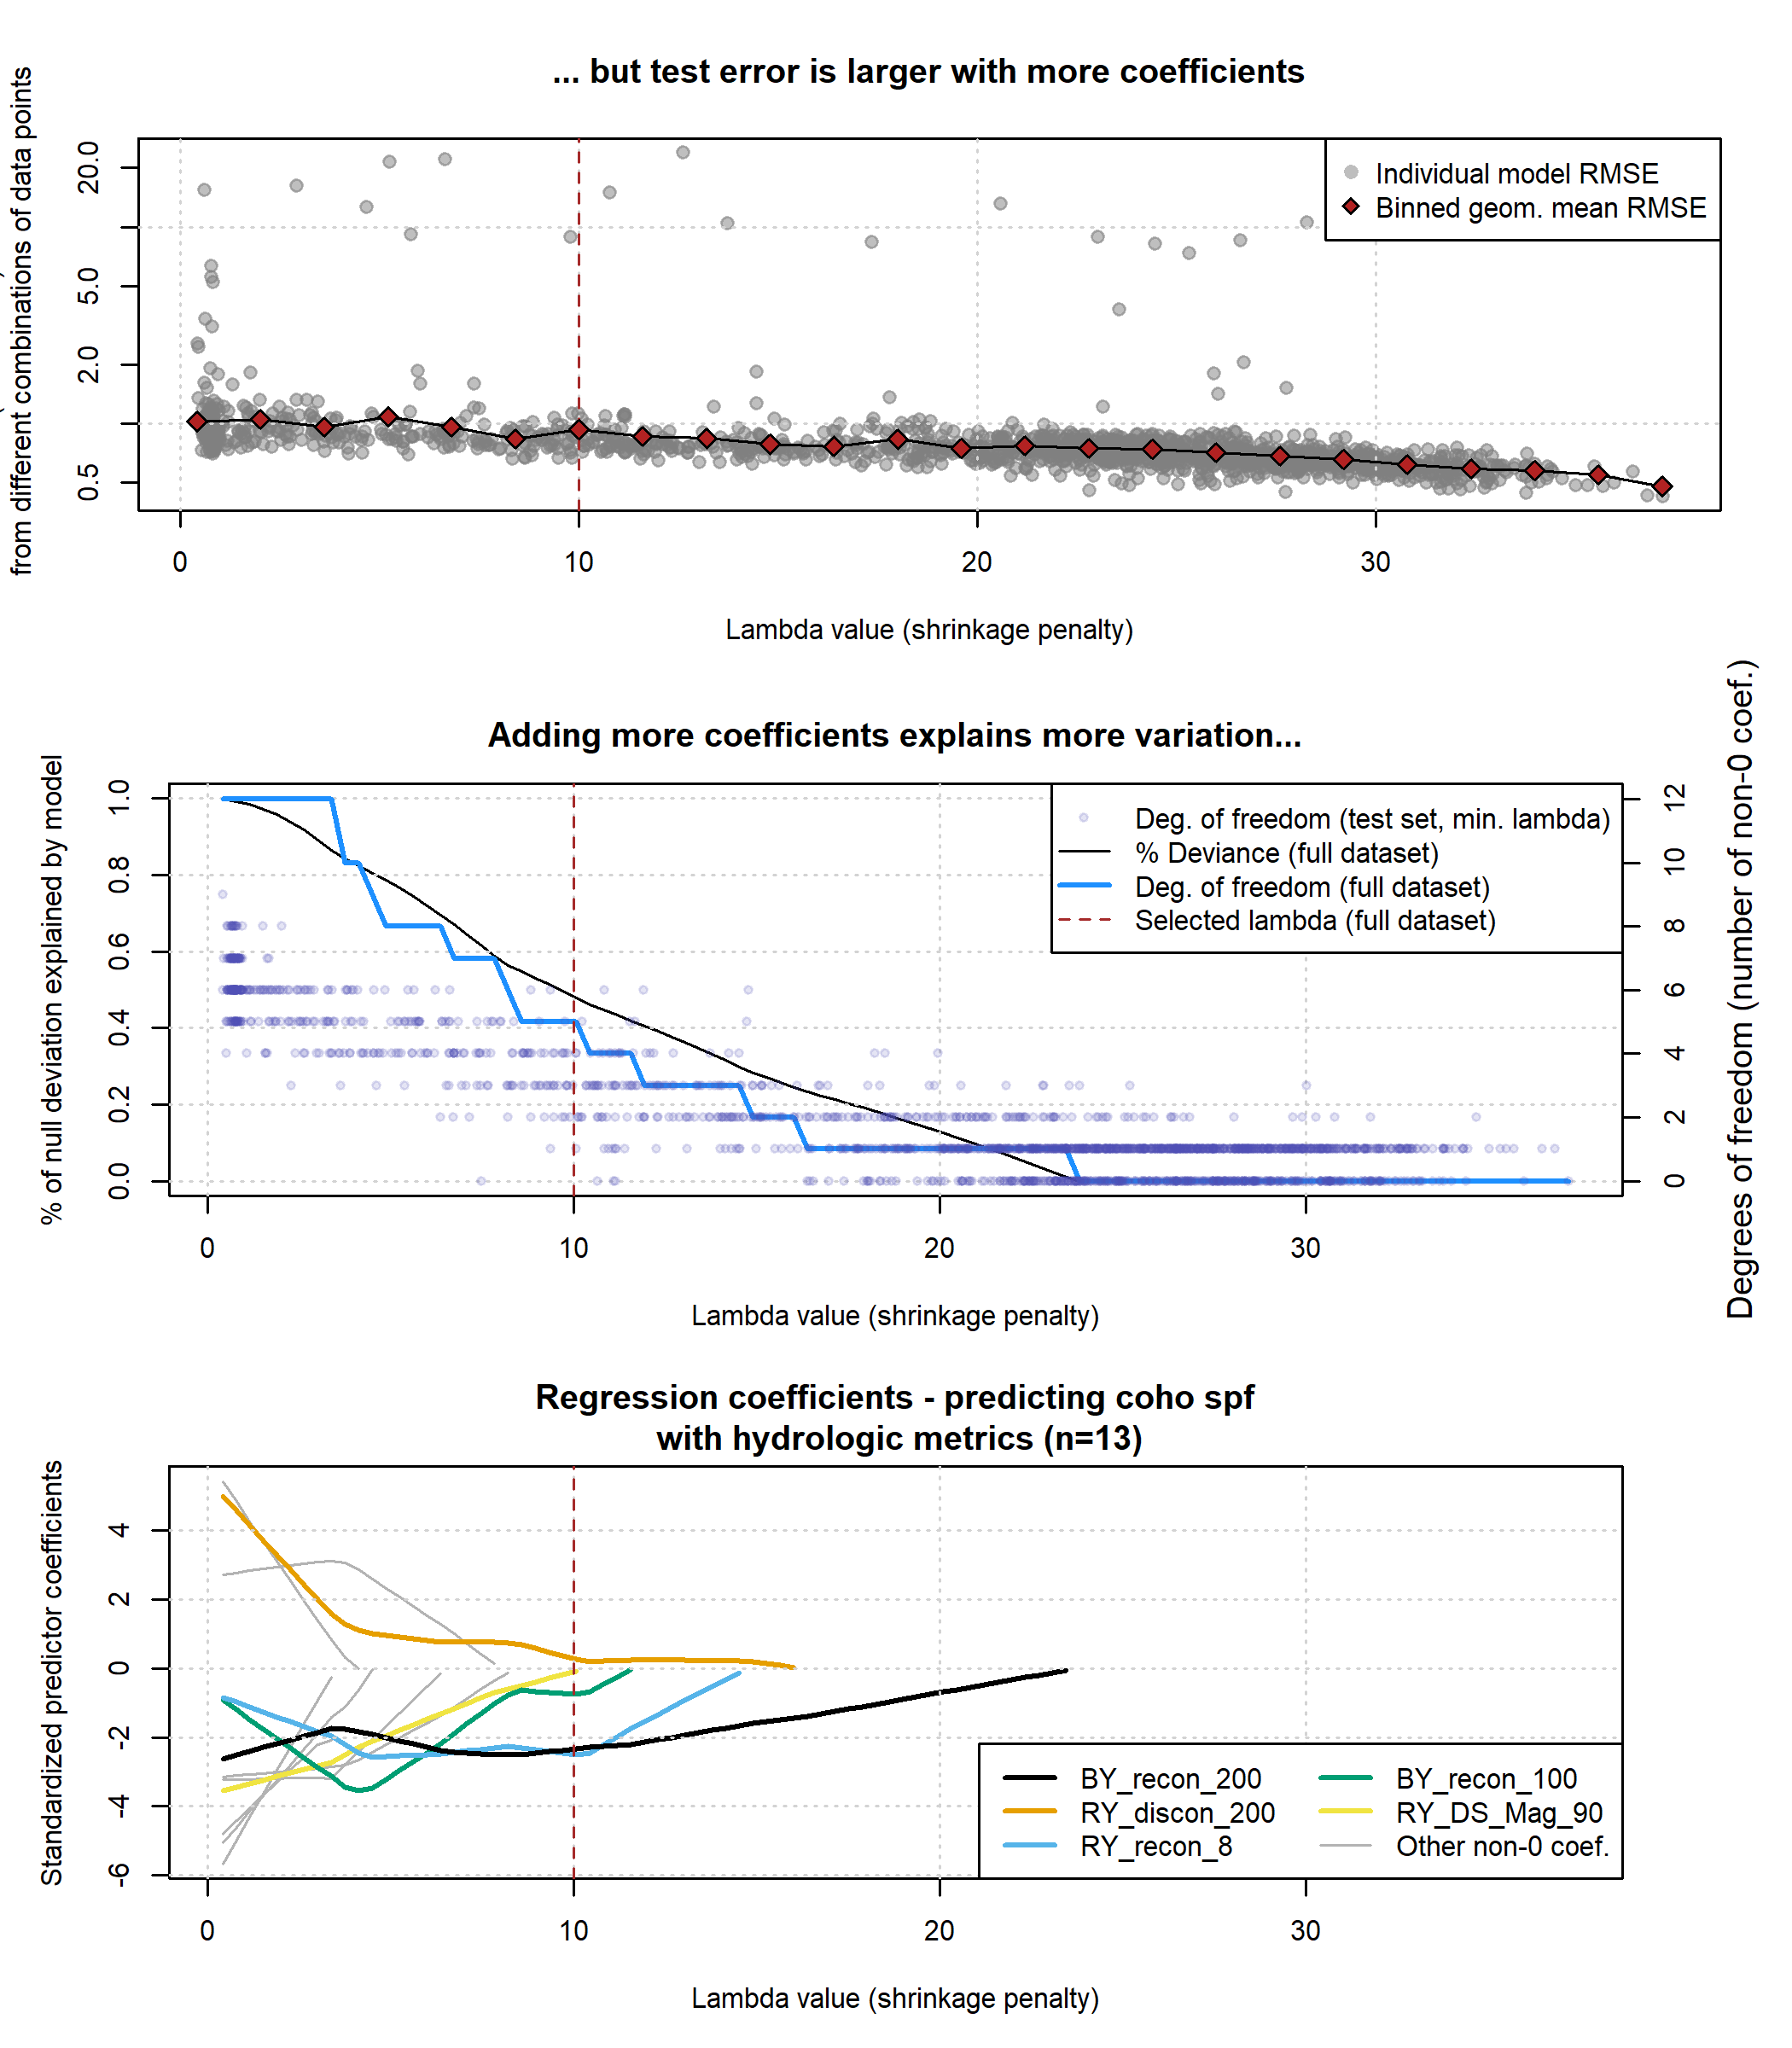 ... but test error is larger with more coefficients
from different combinations of data points
20.0
5.0
2.0
0.5
Individual model RMSE
Binned geom. mean RMSE
0 10 20 30
Lambda value (shrinkage penalty)
Adding more coefficients explains more variation...
% of null deviation explained by model
1.0
0.8
0.6
0.4
0.2
0.0
Deg. of freedom (test set, min. lambda)
% Deviance (full dataset)
Deg. of freedom (full dataset)
Selected lambda (full dataset)
12
10
8
6
4
2
0
Degrees of freedom (number of non-0 coef.)
0 10 20 30
Lambda value (shrinkage penalty)
Regression coefficients - predicting coho spf
with hydrologic metrics (n=13)
Standardized predictor coefficients
4
2
0
-2
-4
-6
BY_recon_200
RY_discon_200
RY_recon_8
BY_recon_100
RY_DS_Mag_90
Other non-0 coef.
0 10 20 30
Lambda value (shrinkage penalty)